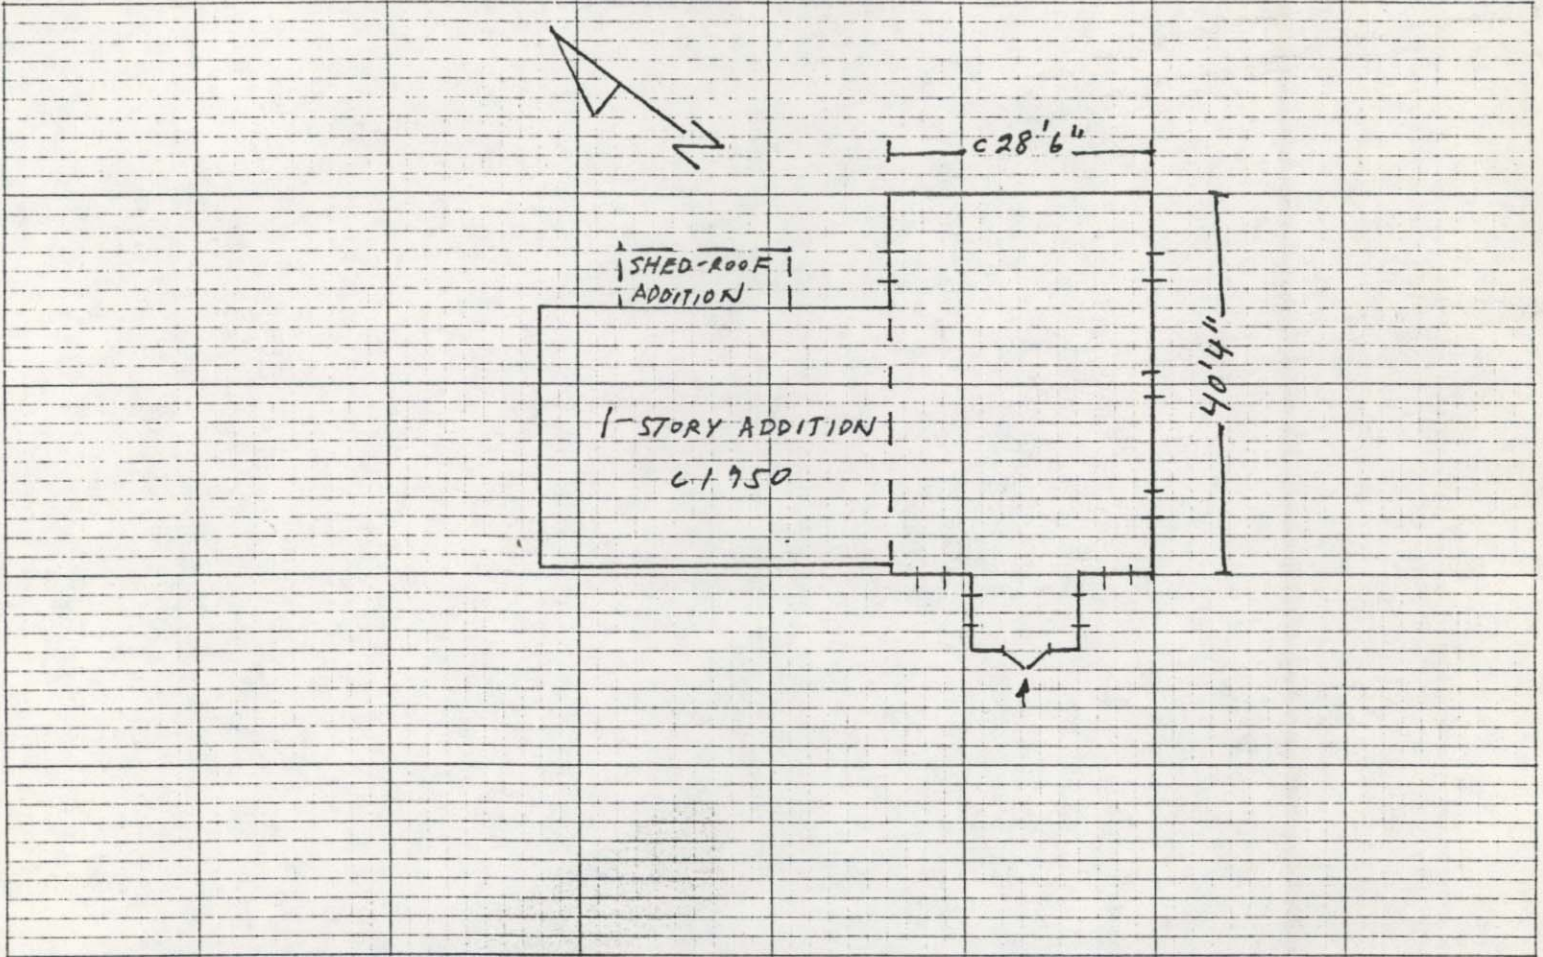 N
c 28'6"
SHED-ROOF
ADDITION
40'4"
1-STORY ADDITION
c.1950